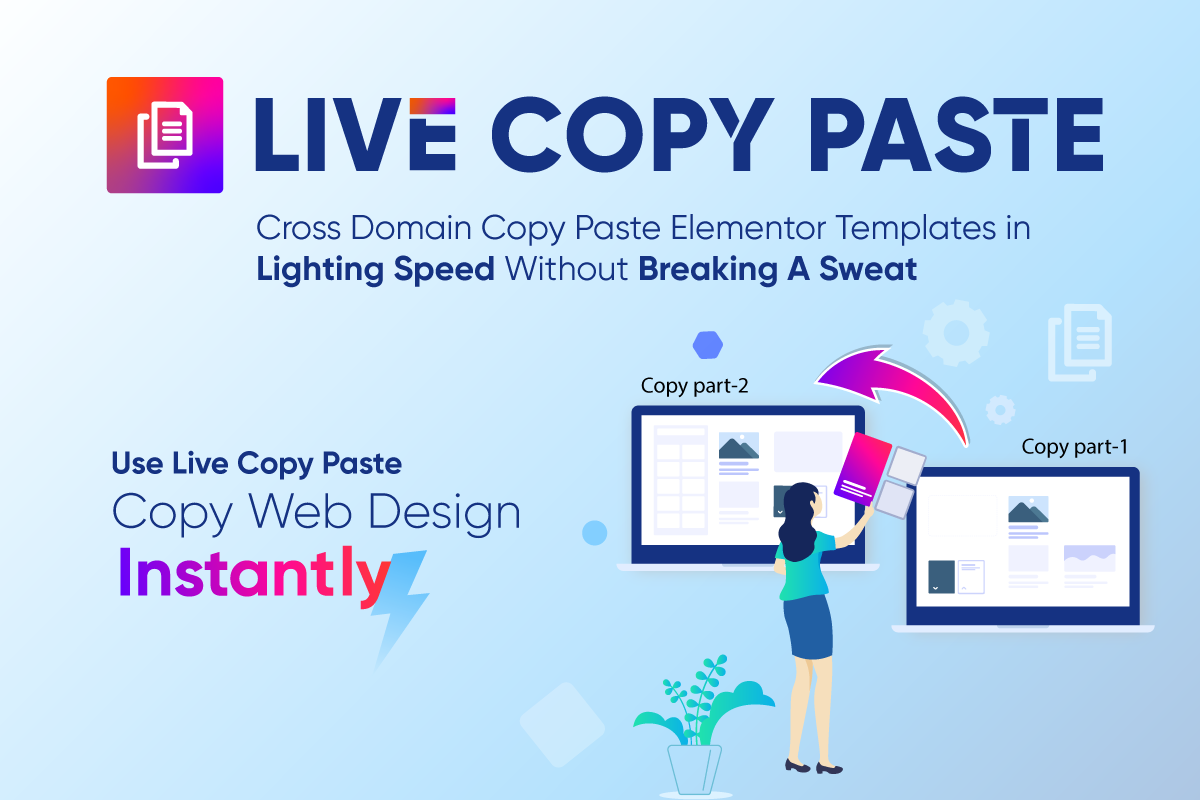 LIVE COPY PASTE
Cross Domain Copy Paste Elementor Templates in
Lighting Speed Without Breaking A Sweat
Copy part-2
Copy part-1
Use Live Copy Paste
Copy Web Design
Instantly